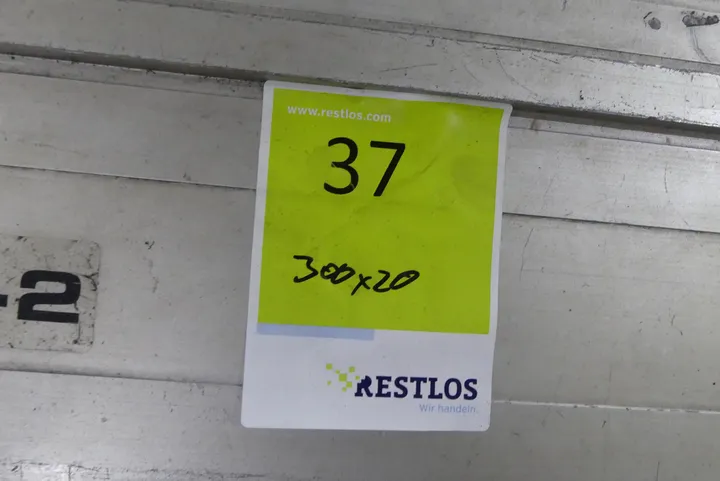 www.restlos.com
37
300x20
-2
RESTLOS
Wir handeln.